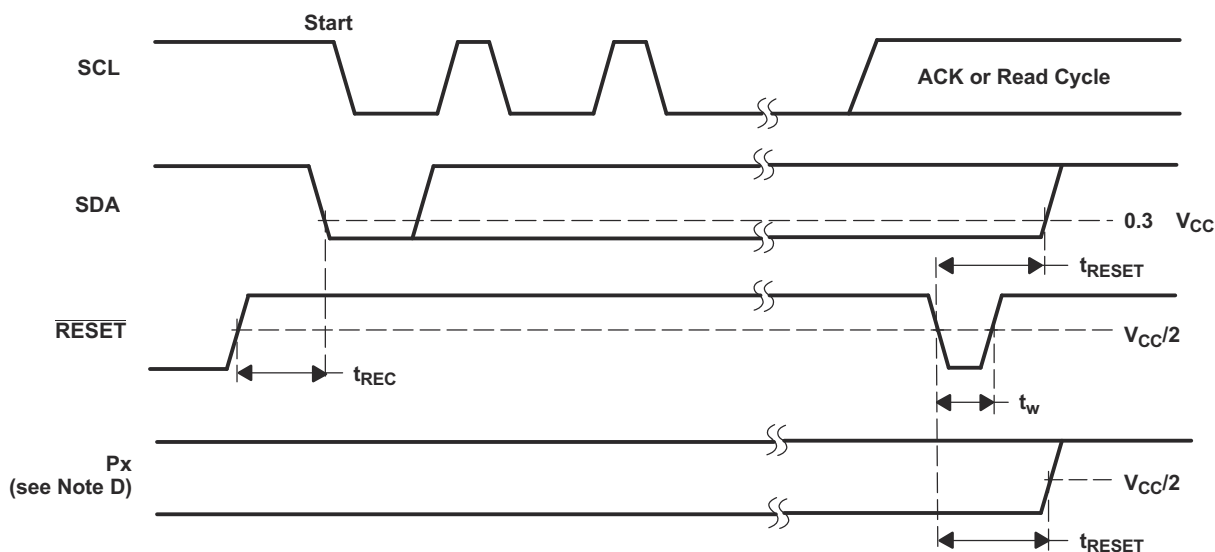 Start
SCL
ACK or Read Cycle
SDA
0.3 VCC
tRESET
RESET
VCC/2
tREC
tw
Px
(see Note D)
VCC/2
tRESET